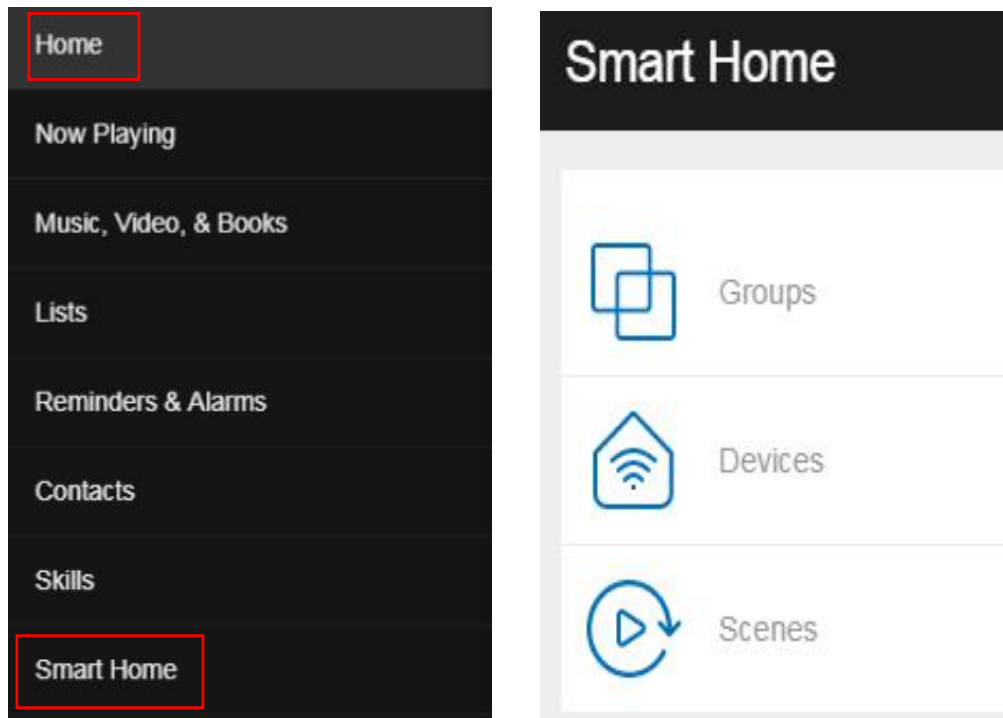 Home
Now Playing
Music, Video, & Books
Lists
Reminders & Alarms
Contacts
Skills
Smart Home
Smart Home
Groups
Devices
Scenes